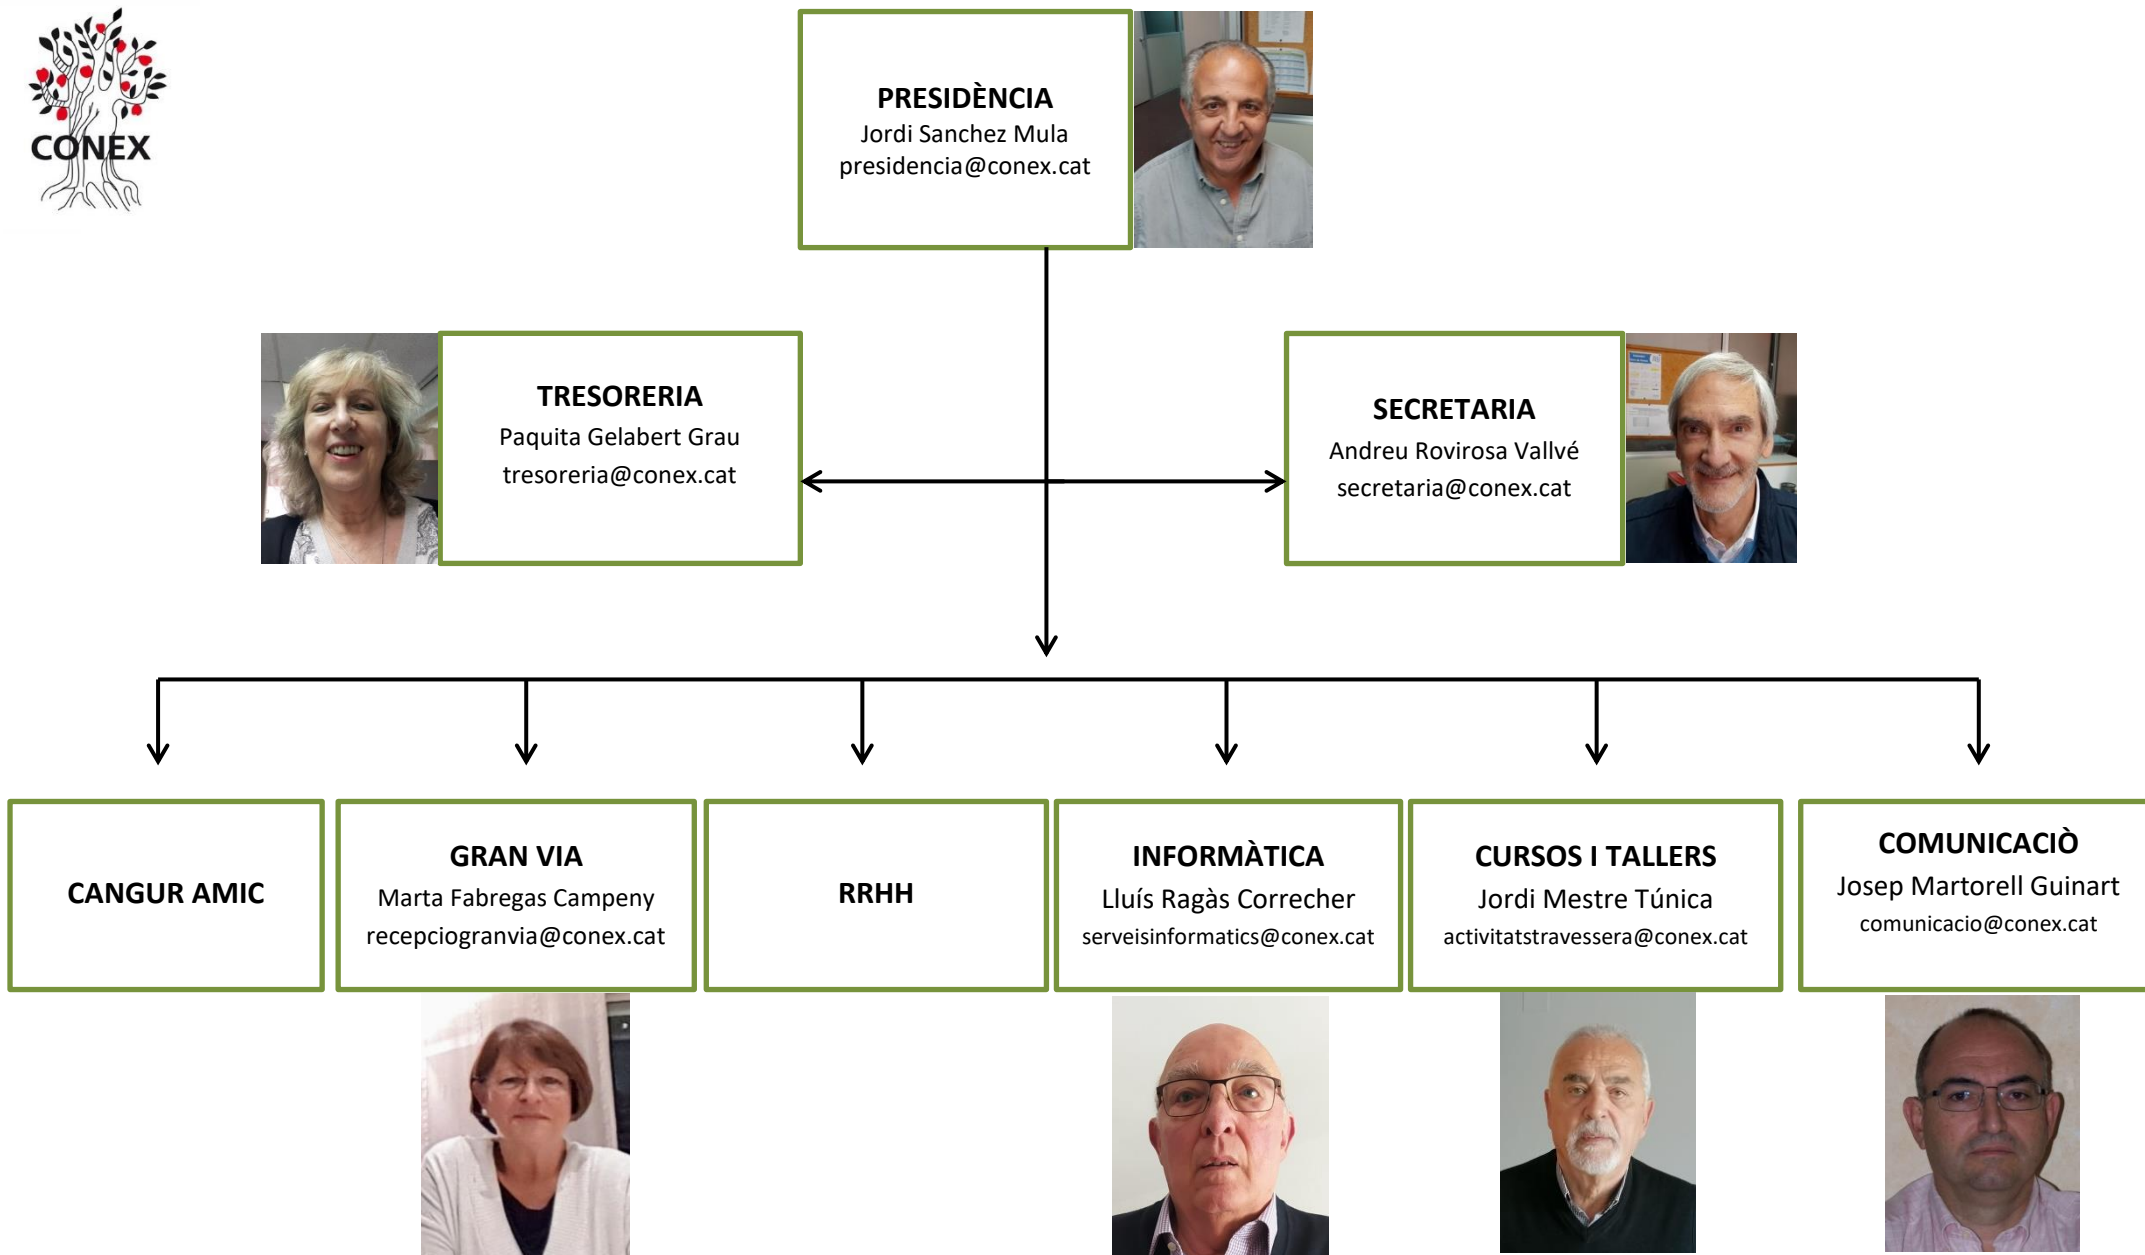 CONEX
PRESIDÈNCIA
Jordi Sanchez Mula
presidencia@conex.cat
TRESORERIA
Paquita Gelabert Grau
tresoreria@conex.cat
SECRETARIA
Andreu Rovirosa Vallvé
secretaria@conex.cat
CANGUR AMIC
GRAN VIA
Marta Fabregas Campeny
recepciogranvia@conex.cat
RRHH
INFORMÀTICA
Lluís Ragàs Correcher
serveisinformatics@conex.cat
CURSOS I TALLERS
Jordi Mestre Túnica
activitatstravessera@conex.cat
COMUNICACIÒ
Josep Martorell Guinart
comunicacio@conex.cat